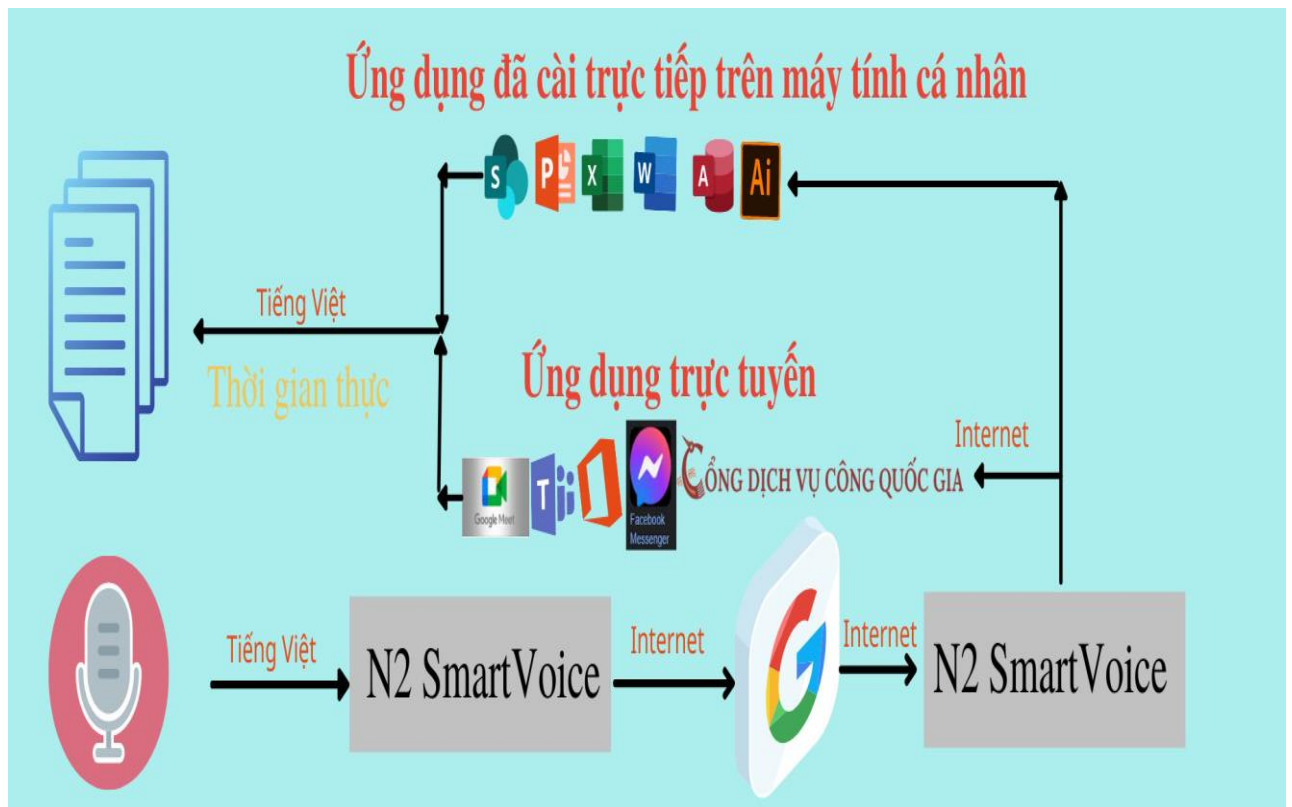 Ứng dụng đã cài trực tiếp trên máy tính cá nhân
S P X W A Ai
Tiếng Việt
Thời gian thực
Ứng dụng trực tuyến
Internet
Google Meet
T
CỔNG DỊCH VỤ CÔNG QUỐC GIA
Facebook
Messenger
Tiếng Việt
N2 SmartVoice
Internet
G
Internet
N2 SmartVoice